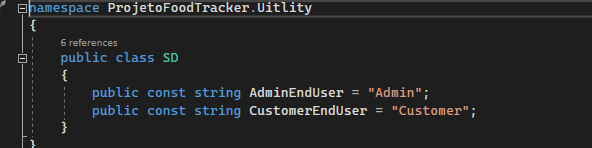 namespace ProjetoFoodTracker.Uitlity
{
6 references
public class SD
{
public const string AdminEndUser = "Admin";
public const string CustomerEndUser = "Customer";
}
}